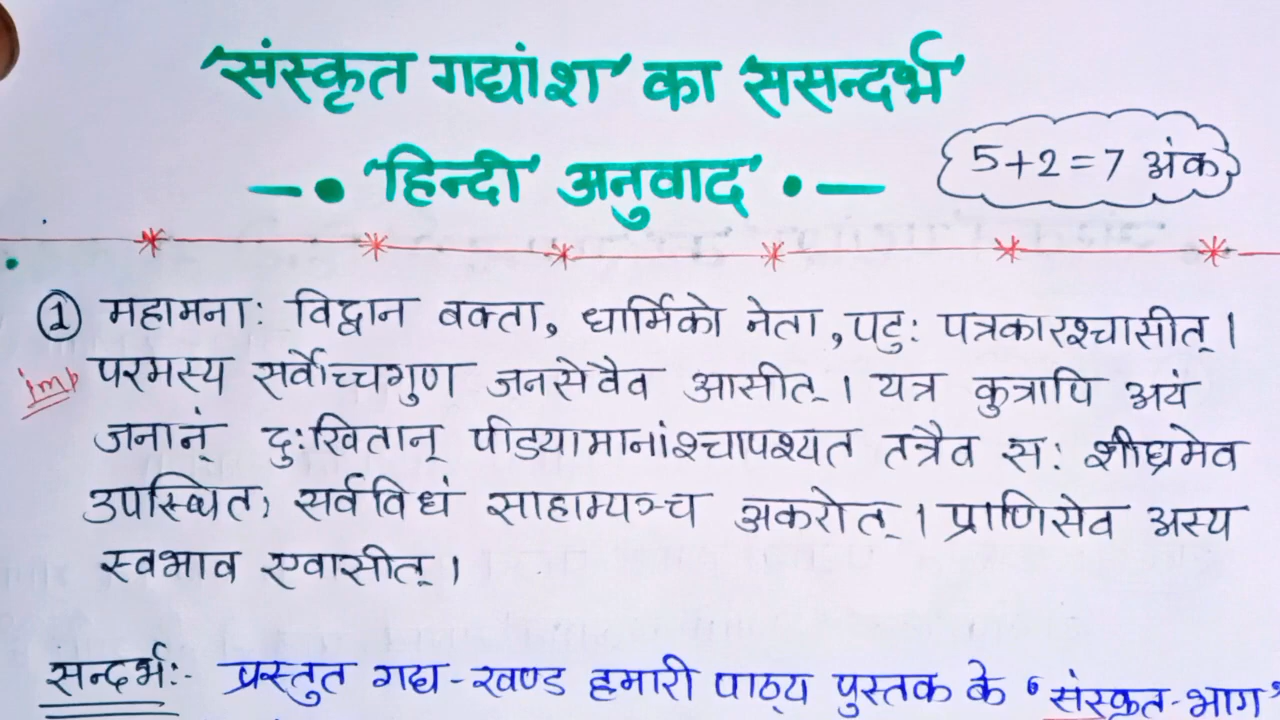 'संस्कृत गद्यांश' का ससन्दर्भ
—• 'हिन्दी' अनुवाद' •—
5+2=7 अंक
① महामना: विद्वान वक्ता, धार्मिको नेता, पटु: पत्रकारश्चासीत् ।
imp परमस्य सर्वोच्चगुण जनसेवैव आसीत् । यत्र कुत्रापि अयं
जनानं् दु:खितान् पीडयामानांश्चापश्यत तत्रैव स: शीघ्रमेव
उपस्थित, सर्वविधं साहाम्यञ्च अकरोत् । प्राणिसेव अस्य
स्वभाव एवासीत् ।
सन्दर्भ:- प्रस्तुत गद्य-खण्ड हमारी पाठ्य पुस्तक के 'संस्कृत-भाग'